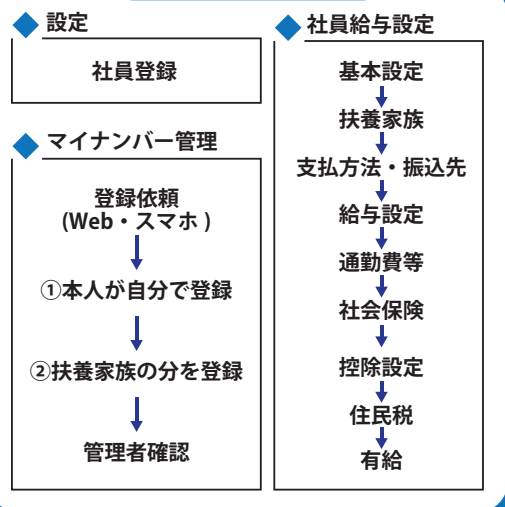 設定
社員登録
マイナンバー管理
登録依頼
(Web・スマホ )
①本人が自分で登録
②扶養家族の分を登録
管理者確認
社員給与設定
基本設定
扶養家族
支払方法・振込先
給与設定
通勤費等
社会保険
控除設定
住民税
有給